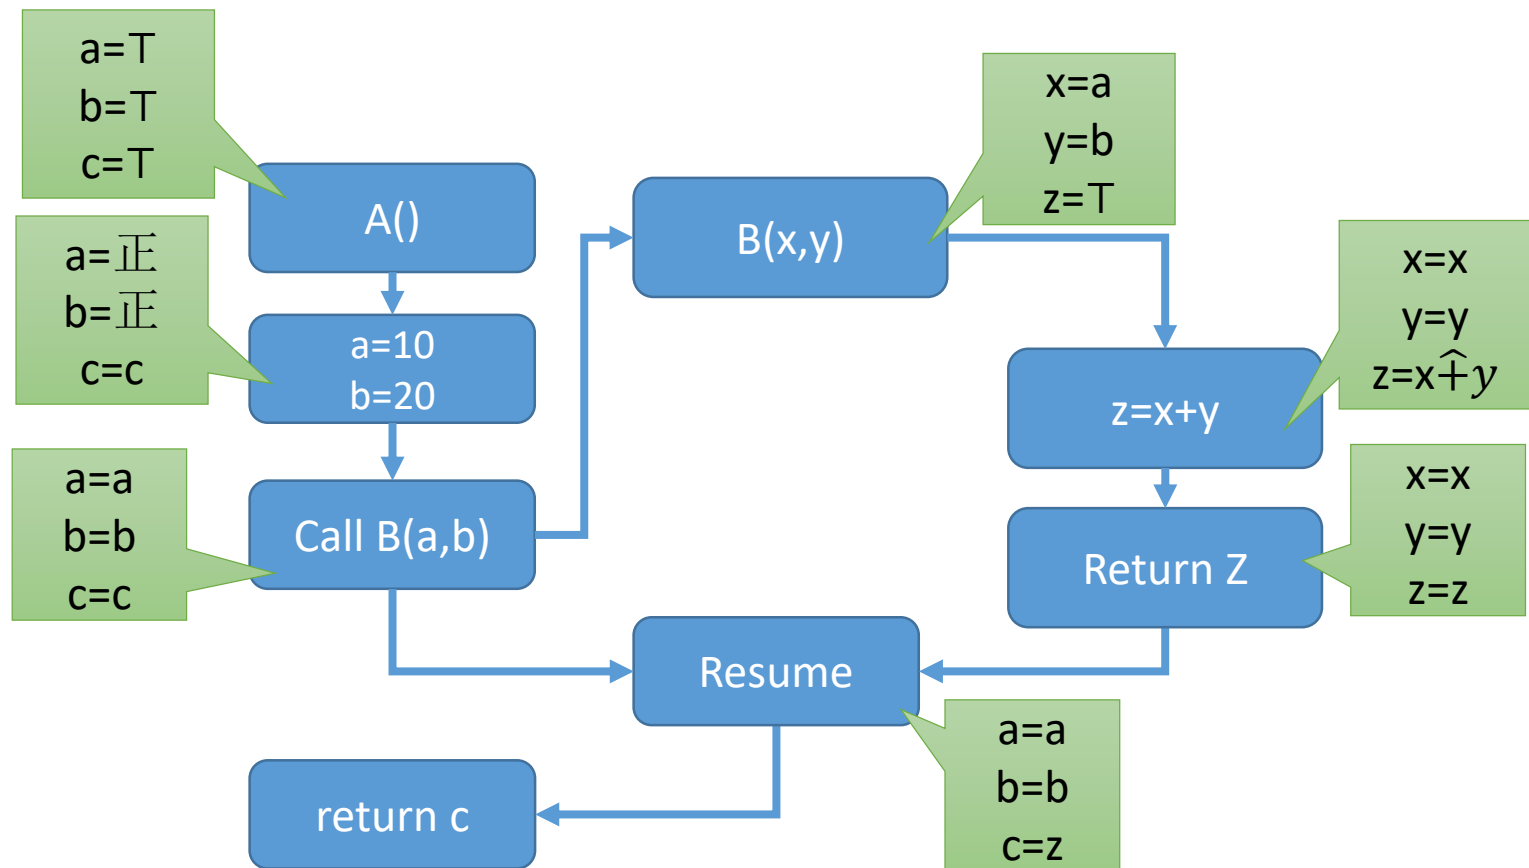 a=⊤
b=⊤
c=⊤
A()
a=正
b=正
c=c
a=10
b=20
a=a
b=b
c=c
Call B(a,b)
B(x,y)
x=a
y=b
z=⊤
x=x
y=y
z=x+̂y
z=x+y
x=x
y=y
z=z
Return Z
Resume
a=a
b=b
c=z
return c